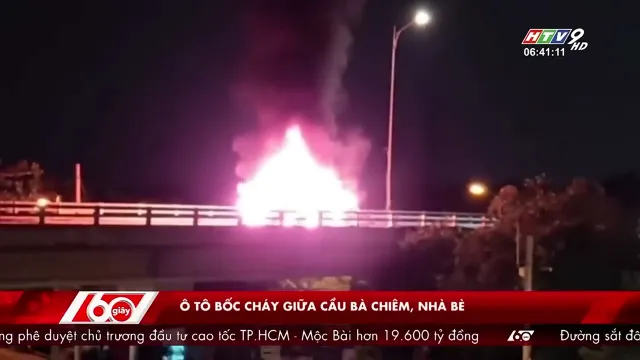 HTV9 HD
06:41:11
60 giây
Ô TÔ BỐC CHÁY GIỮA CẦU BÀ CHIÊM, NHÀ BÈ
phê duyệt chủ trương đầu tư cao tốc TP.HCM - Mộc Bài hơn 19.600 tỷ đồng 60 giây Đường sắt